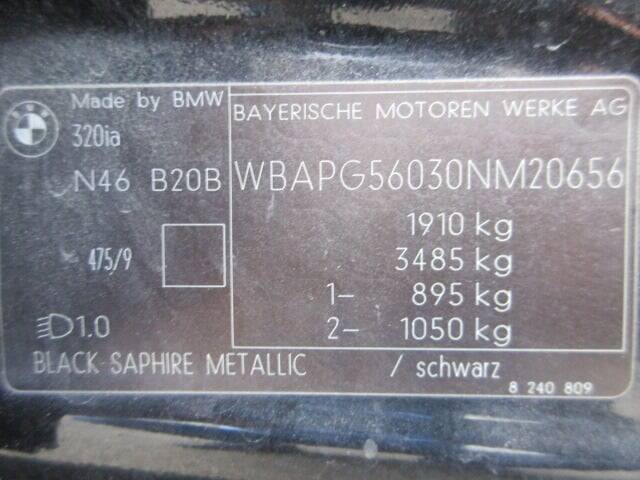 Made by BMW
BAYERISCHE MOTOREN WERKE AG
320ia
N46 B20B
WBAPG56030NM20656
1910 kg
475/9
3485 kg
1- 895 kg
1.0
2- 1050 kg
BLACK-SAPHIRE METALLIC / schwarz
8 240 809